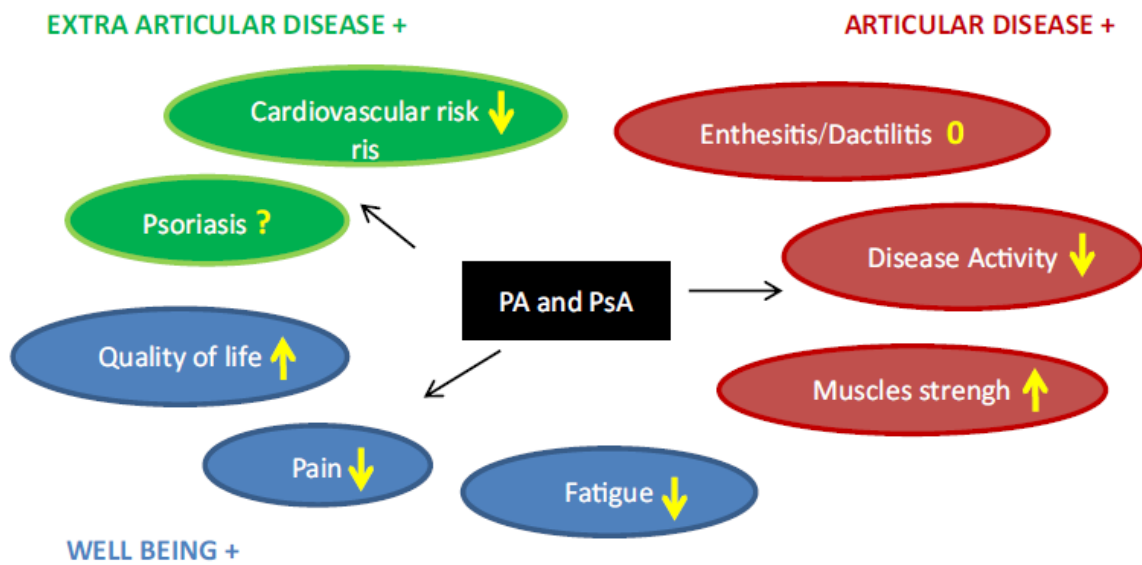 EXTRA ARTICULAR DISEASE +
ARTICULAR DISEASE +
Cardiovascular risk
ris
Enthesitis/Dactilitis 0
Psoriasis ?
Disease Activity
PA and PsA
Quality of life
Muscles strengh
Pain
Fatigue
WELL BEING +